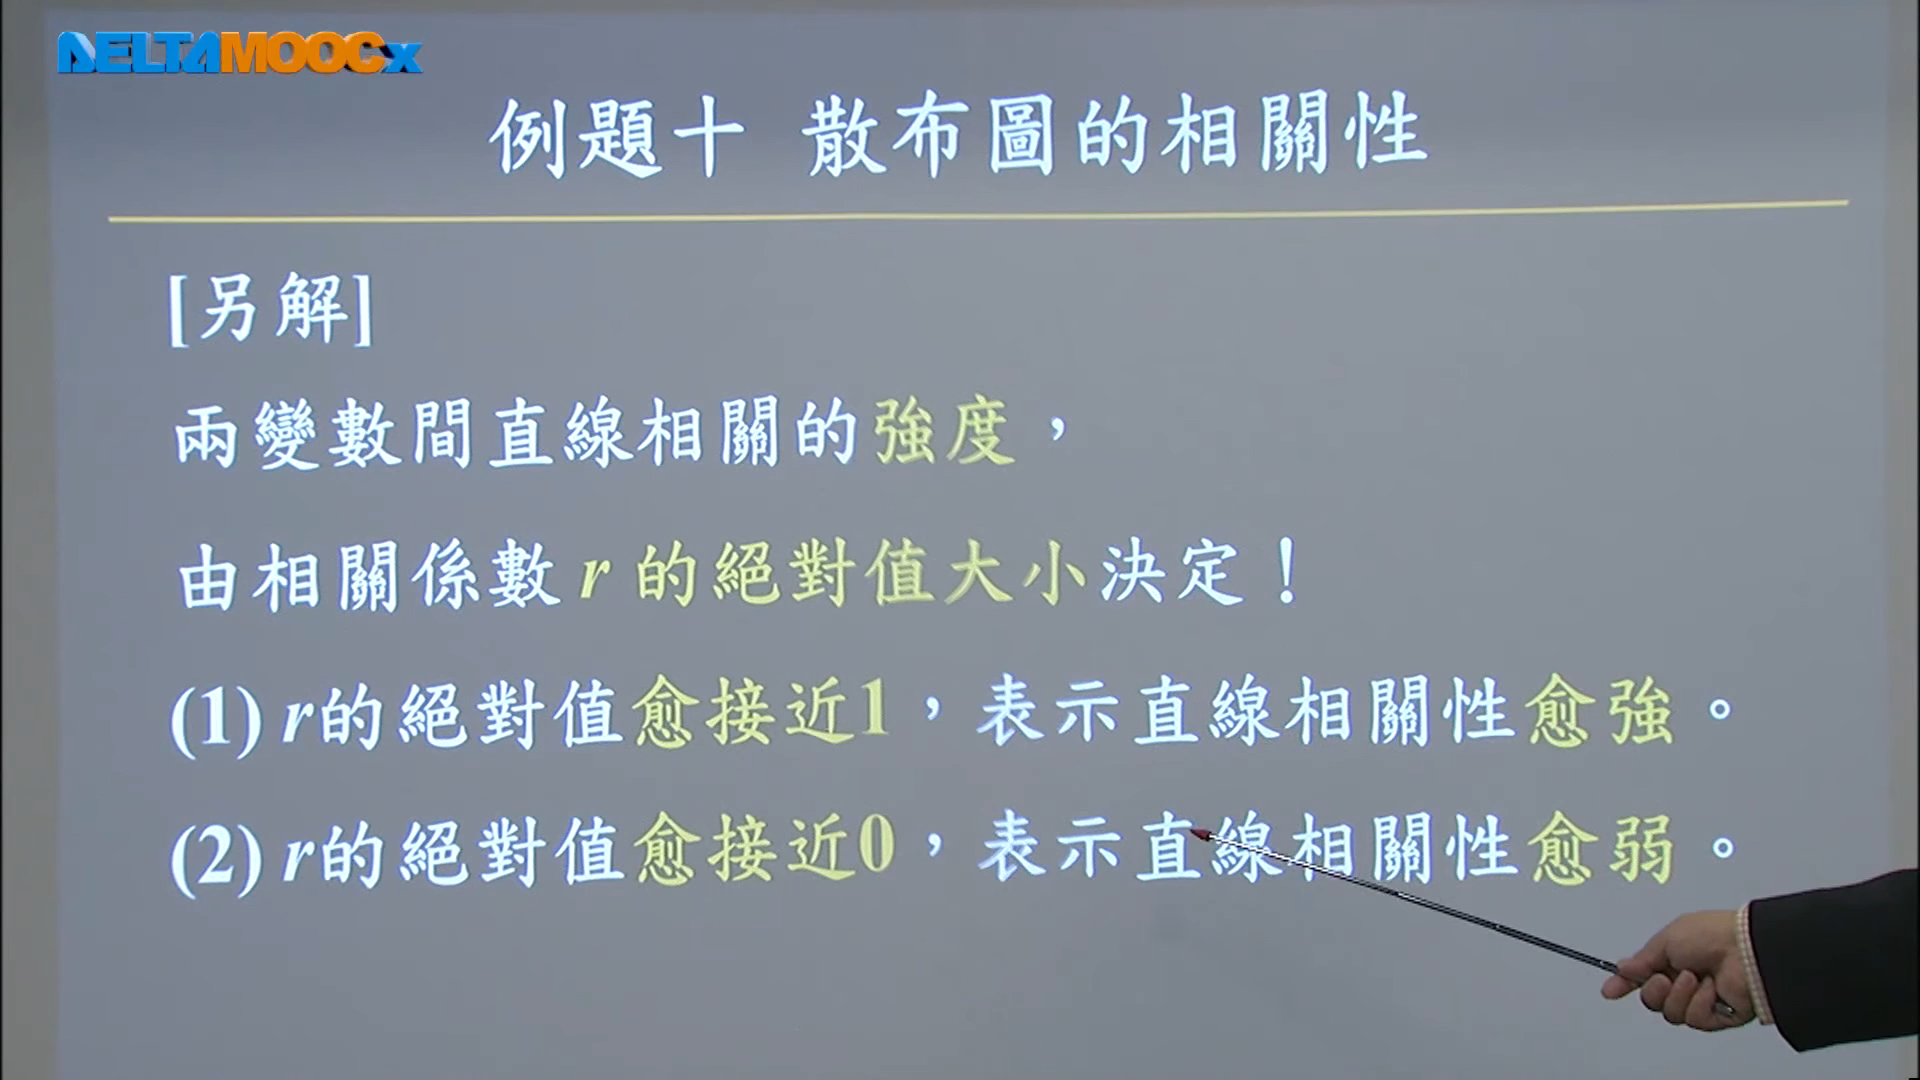 DELTAMOOCx
例題十 散布圖的相關性
[另解]
兩變數間直線相關的強度，
由相關係數 r 的絕對值大小決定！
(1) r的絕對值愈接近1，表示直線相關性愈強。
(2) r的絕對值愈接近0，表示直線相關性愈弱。